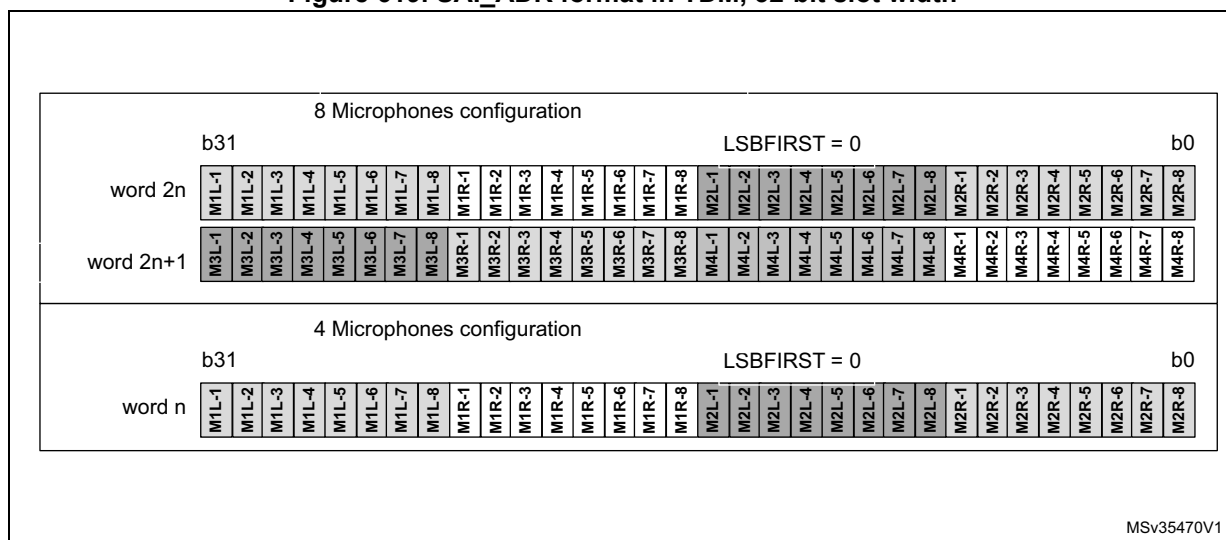 SAI_ADR format in TDM, 32-bit slot width
8 Microphones configuration
b31 LSBFIRST = 0 b0
word 2n M1L-1 M1L-2 M1L-3 M1L-4 M1L-5 M1L-6 M1L-7 M1L-8 M1R-1 M1R-2 M1R-3 M1R-4 M1R-5 M1R-6 M1R-7 M1R-8 M2L-1 M2L-2 M2L-3 M2L-4 M2L-5 M2L-6 M2L-7 M2L-8 M2R-1 M2R-2 M2R-3 M2R-4 M2R-5 M2R-6 M2R-7 M2R-8
word 2n+1 M3L-1 M3L-2 M3L-3 M3L-4 M3L-5 M3L-6 M3L-7 M3L-8 M3R-1 M3R-2 M3R-3 M3R-4 M3R-5 M3R-6 M3R-7 M3R-8 M4L-1 M4L-2 M4L-3 M4L-4 M4L-5 M4L-6 M4L-7 M4L-8 M4R-1 M4R-2 M4R-3 M4R-4 M4R-5 M4R-6 M4R-7 M4R-8
4 Microphones configuration
b31 LSBFIRST = 0 b0
word n M1L-1 M1L-2 M1L-3 M1L-4 M1L-5 M1L-6 M1L-7 M1L-8 M1R-1 M1R-2 M1R-3 M1R-4 M1R-5 M1R-6 M1R-7 M1R-8 M2L-1 M2L-2 M2L-3 M2L-4 M2L-5 M2L-6 M2L-7 M2L-8 M2R-1 M2R-2 M2R-3 M2R-4 M2R-5 M2R-6 M2R-7 M2R-8
MSv35470V1